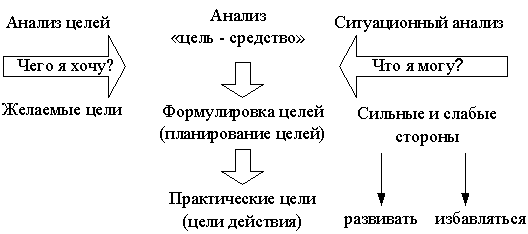 Анализ целей
Чего я хочу?
Желаемые цели
Анализ
«цель - средство»
Формулировка целей
(планирование целей)
Практические цели
(цели действия)
Ситуационный анализ
Что я могу?
Сильные и слабые
стороны
развивать
избавляться